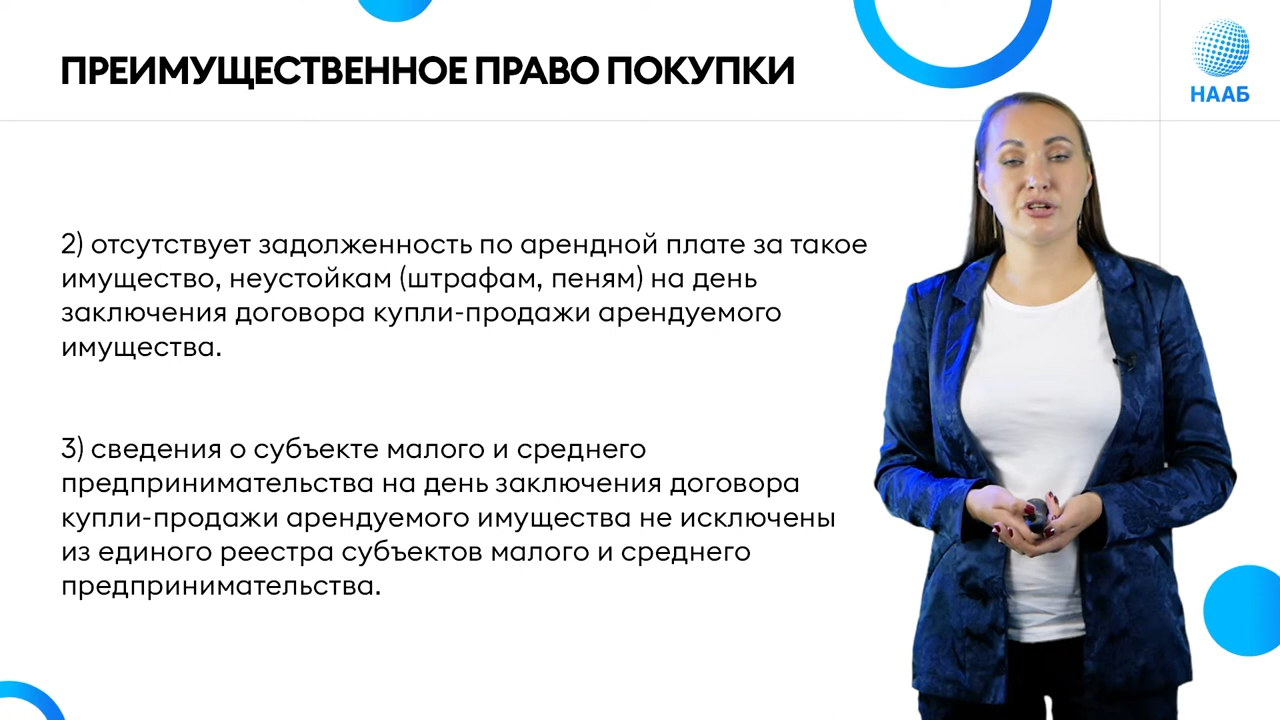 ПРЕИМУЩЕСТВЕННОЕ ПРАВО ПОКУПКИ
НААБ
2) отсутствует задолженность по арендной плате за такое
имущество, неустойкам (штрафам, пеням) на день
заключения договора купли-продажи арендуемого
имущества.
3) сведения о субъекте малого и среднего
предпринимательства на день заключения договора
купли-продажи арендуемого имущества не исключены
из единого реестра субъектов малого и среднего
предпринимательства.